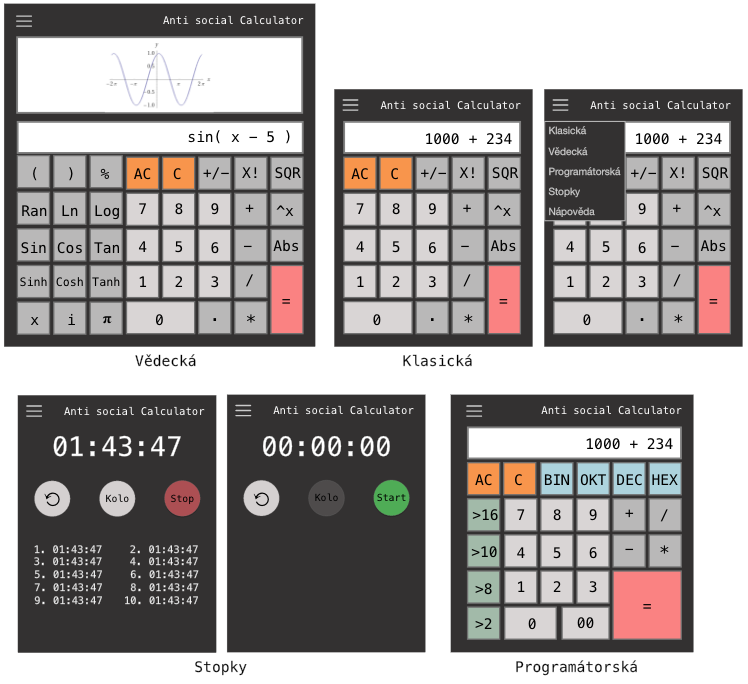 Anti social Calculator
y
1.0
0.5
−2π −π π 2π x
−0.5
−1.0
sin( x − 5 )
( ) % AC C +/− X! SQR
Ran Ln Log 7 8 9 + ^x
Sin Cos Tan 4 5 6 − Abs
Sinh Cosh Tanh 1 2 3 / =
x i π 0 . *
Vědecká
Anti social Calculator
1000 + 234
AC C +/− X! SQR
7 8 9 + ^x
4 5 6 − Abs
1 2 3 / =
0 . *
Klasická
Anti social Calculator
Klasická
1000 + 234
Vědecká
Programátorská +/− X! SQR
Stopky
Nápověda 9 + ^x
4 5 6 − Abs
1 2 3 / =
0 . *
Anti social Calculator
01:43:47
Kolo Stop
1. 01:43:47 2. 01:43:47
3. 01:43:47 4. 01:43:47
5. 01:43:47 6. 01:43:47
7. 01:43:47 8. 01:43:47
9. 01:43:47 10. 01:43:47
Anti social Calculator
00:00:00
Kolo Start
Stopky
Anti social Calculator
1000 + 234
AC C BIN OKT DEC HEX
>16 7 8 9 + /
>10 4 5 6 − *
>8 1 2 3 =
>2 0 00
Programátorská